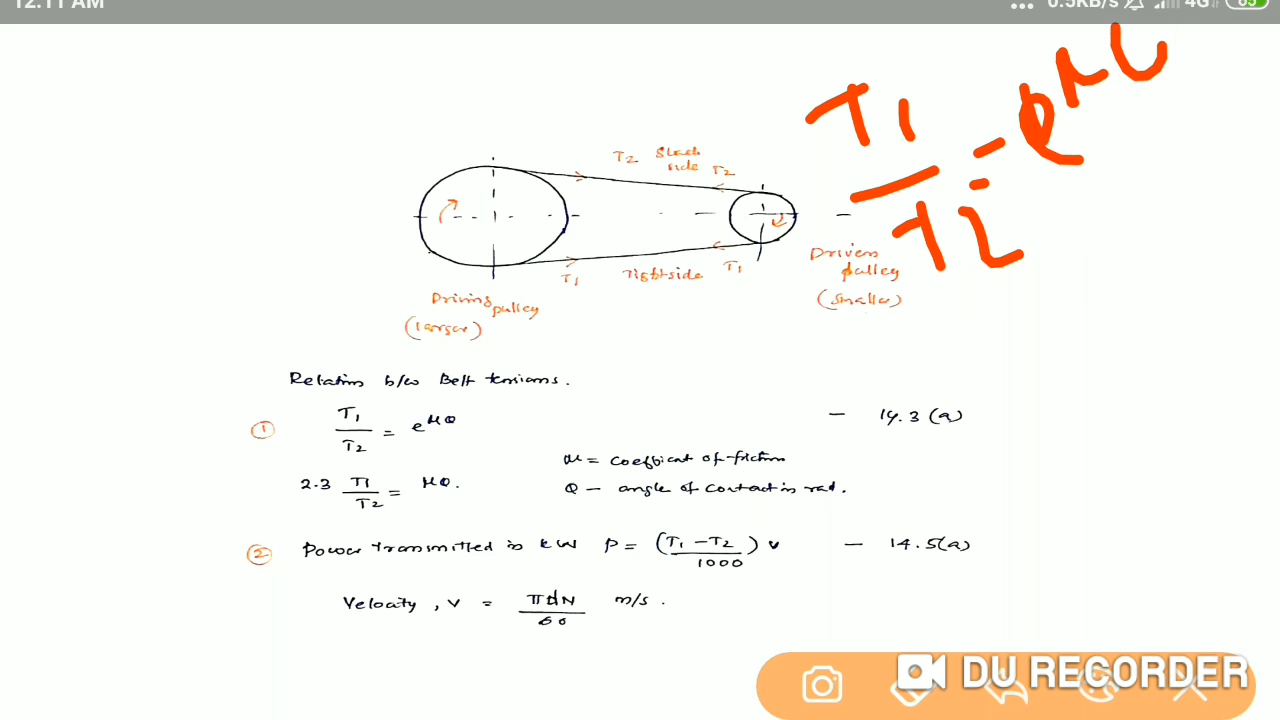 12:11 AM
... 0.5KB/s 4G 65
T1 / T2 = e^μ
T2 Slack side T2
T1 Tight side T1
Driving pulley (larger)
Driven pulley (smaller)
Relation b/w Belt tensions.
① T1 / T2 = e^μθ — 14.3 (a)
μ = coefficient of friction
2.3 T1 / T2 = μθ.
θ - angle of contact in rad.
② Power transmitted in kW P = (T1 - T2 / 1000) v — 14.5(a)
Velocity, V = πdN / 60 m/s.
DU RECORDER